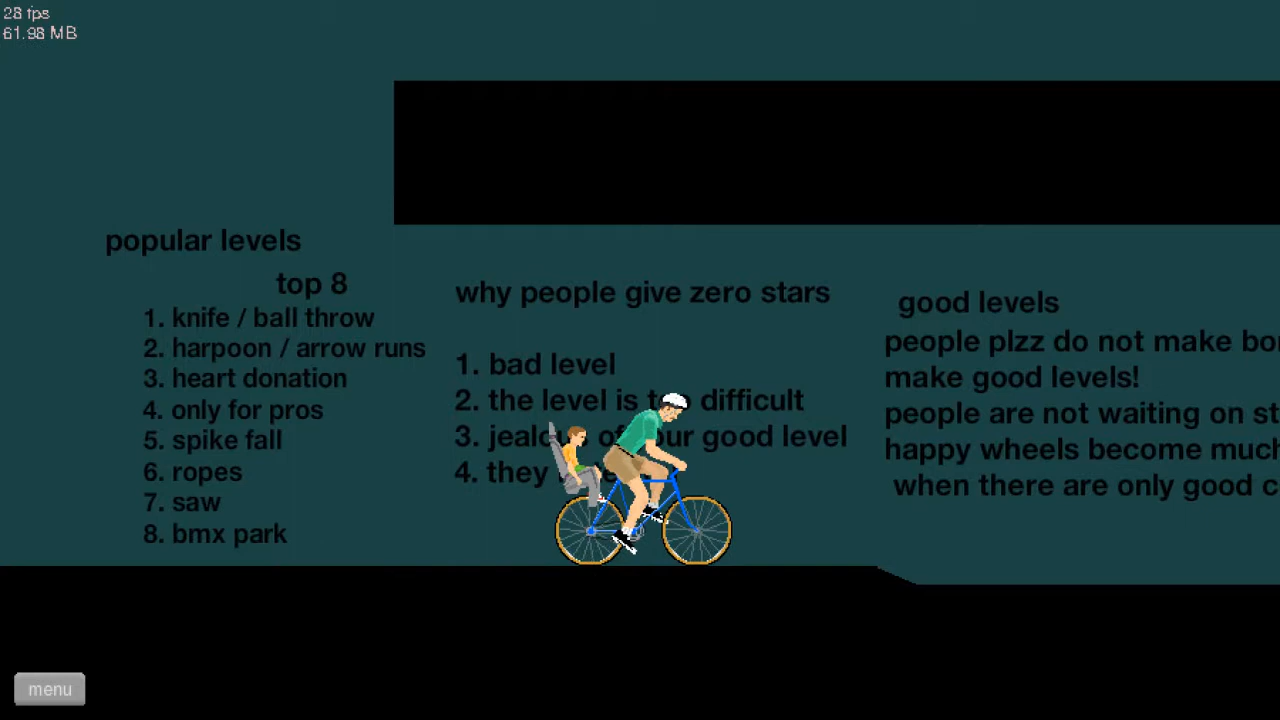 28 fps
61.98 MB
popular levels
top 8
1. knife / ball throw
2. harpoon / arrow runs
3. heart donation
4. only for pros
5. spike fall
6. ropes
7. saw
8. bmx park
why people give zero stars
1. bad level
2. the level is too difficult
3. of your good level
4. they
good levels
people plzz do not make
make good levels!
people are not waiting on
happy wheels become much
when there are only good
menu